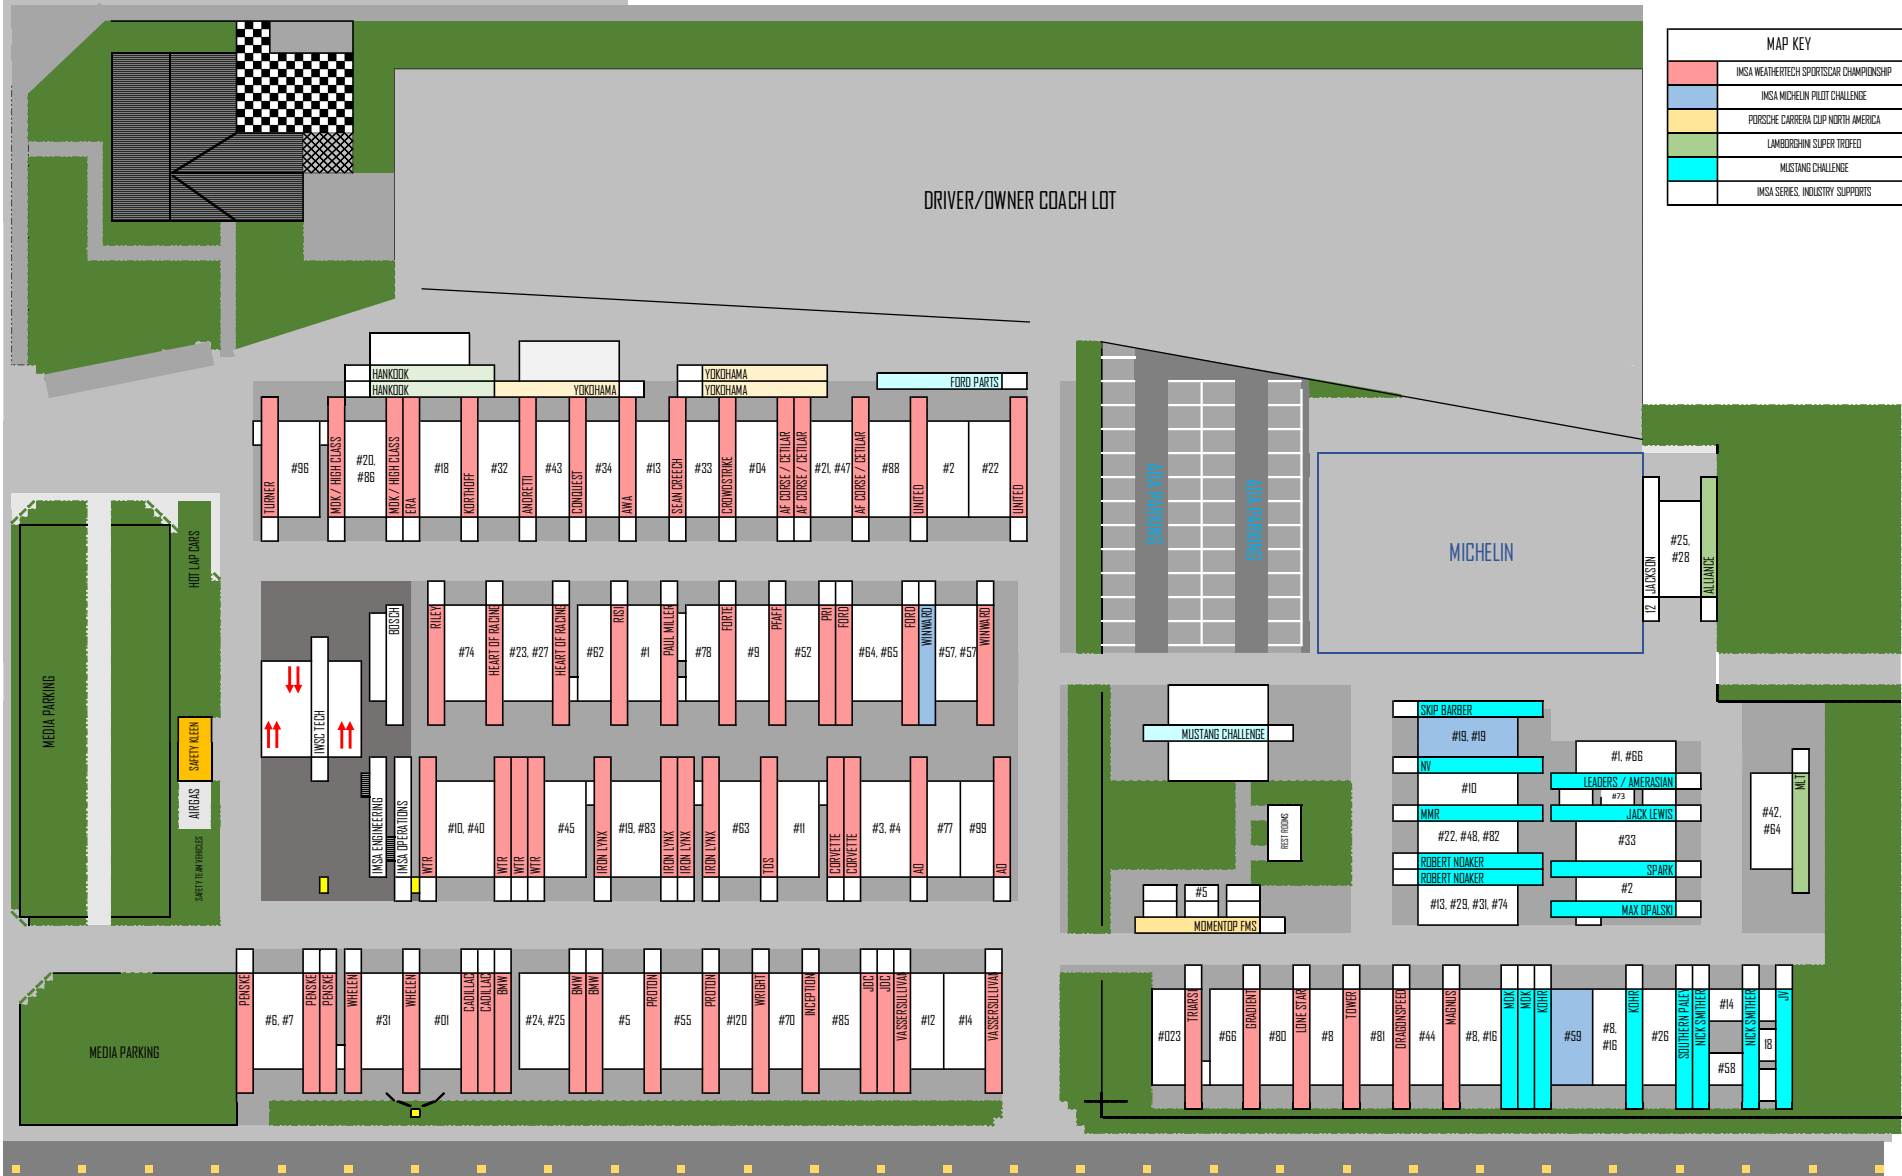 MAP KEY
IMSA WEATHERTECH SPORTSCAR CHAMPIONSHIP
IMSA MICHELIN PILOT CHALLENGE
PORSCHE CARRERA CUP NORTH AMERICA
LAMBORGHINI SUPER TROFEO
MUSTANG CHALLENGE
IMSA SERIES, INDUSTRY SUPPORTS
DRIVER/OWNER COACH LOT
HANKOOK
HANKOOK
YOKOHAMA
YOKOHAMA
YOKOHAMA
FORD PARTS
TURNER
#96
MDK / HIGH CLASS
#20,
#86
MDK / HIGH CLASS
ERA
#18
KORTHOFF
#32
ANDRETTI
#43
CONQUEST
#34
AWA
#13
SEAN CREECH
#33
CROWDSTRIKE
#04
AF CORSE / CETILAR
AF CORSE / CETILAR
#21, #47
AF CORSE / CETILAR
#88
UNITED
#2
#22
UNITED
HOT LAP CARS
MEDIA PARKING
SAFETY KLEEN
AIRGAS
SAFETY TEAM VEHICLES
IWSC TECH
BOSCH
RILEY
#74
HEART OF RACING
#23, #27
HEART OF RACING
#62
RISI
#1
PAUL MILLER
#78
FORTE
#9
PFAFF
#52
PR1
FORD
#64, #65
FORD
WINWARD
#57, #57
WINWARD
MICHELIN
12
JACKSON
#25,
#28
ALLIANCE
IMSA ENGINEERING
IMSA OPERATIONS
WTR
#10, #40
WTR
WTR
WTR
#45
IRON LYNX
#19, #83
IRON LYNX
IRON LYNX
IRON LYNX
#63
TDS
#11
CORVETTE
CORVETTE
#3, #4
AO
#77
#99
AO
MUSTANG CHALLENGE
REST ROOMS
#5
MOMENTOP FMS
SKIP BARBER
#19, #19
NV
#10
MMR
#22, #48, #82
ROBERT NOAKER
ROBERT NOAKER
#13, #29, #31, #74
#1, #66
LEADERS / AMERASIAN
#73
JACK LEWIS
#33
SPARK
#2
MAX OPALSKI
#42,
#64
MLT
MEDIA PARKING
PENSKE
#6, #7
PENSKE
PENSKE
WHELEN
#31
WHELEN
#01
CADILLAC
CADILLAC
BMW
#24, #25
BMW
BMW
#5
PROTON
#55
PROTON
#120
WRIGHT
#70
INCEPTION
#85
JDC
JDC
VASSERSULLIVAN
#12
#14
VASSERSULLIVAN
#023
TRIARSI
#66
GRADIENT
#80
LONE STAR
#8
TOWER
#81
DRAGONSPEED
#44
MAGNUS
#8, #16
MDK
MDK
KOHR
#59
#8,
#16
KOHR
#26
SOUTHERN PALEY
NICK SMITHER
#14
#58
NICK SMITHER
18
JV